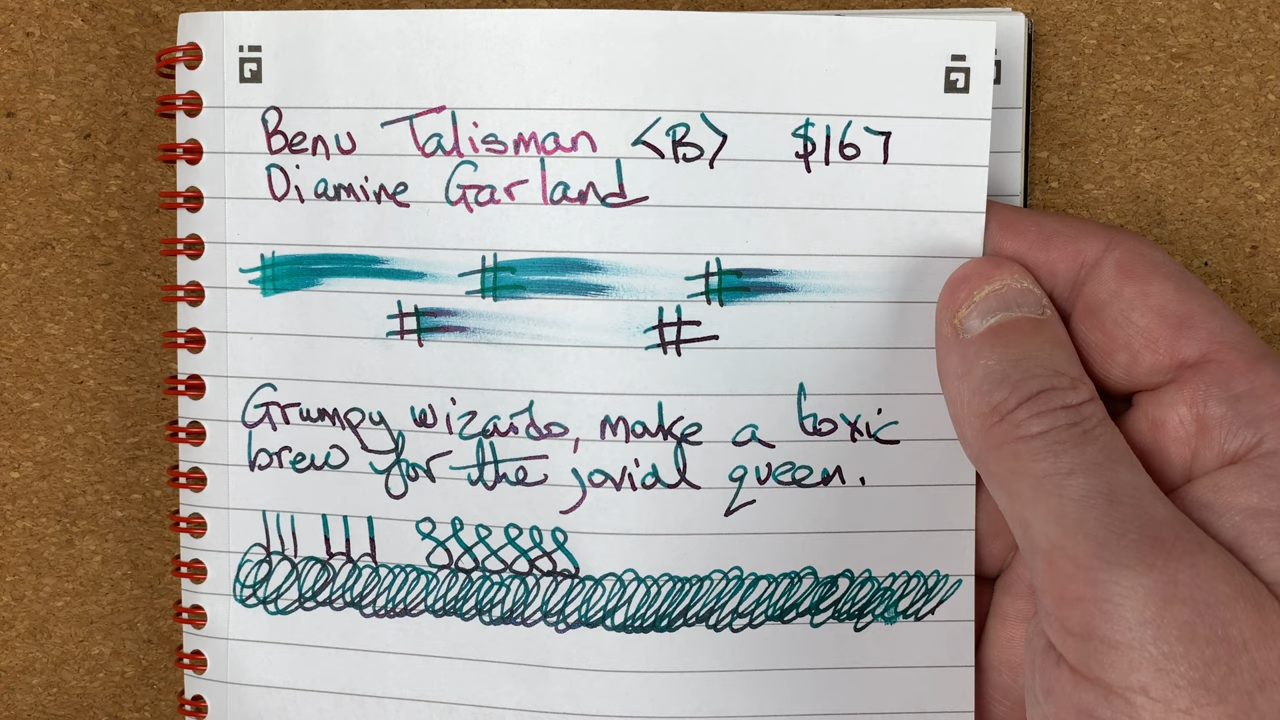 Benu Talisman <B> $167
Diamine Garland
# # #
# #
Grumpy wizards, make a toxic
brew for the jovial queen.